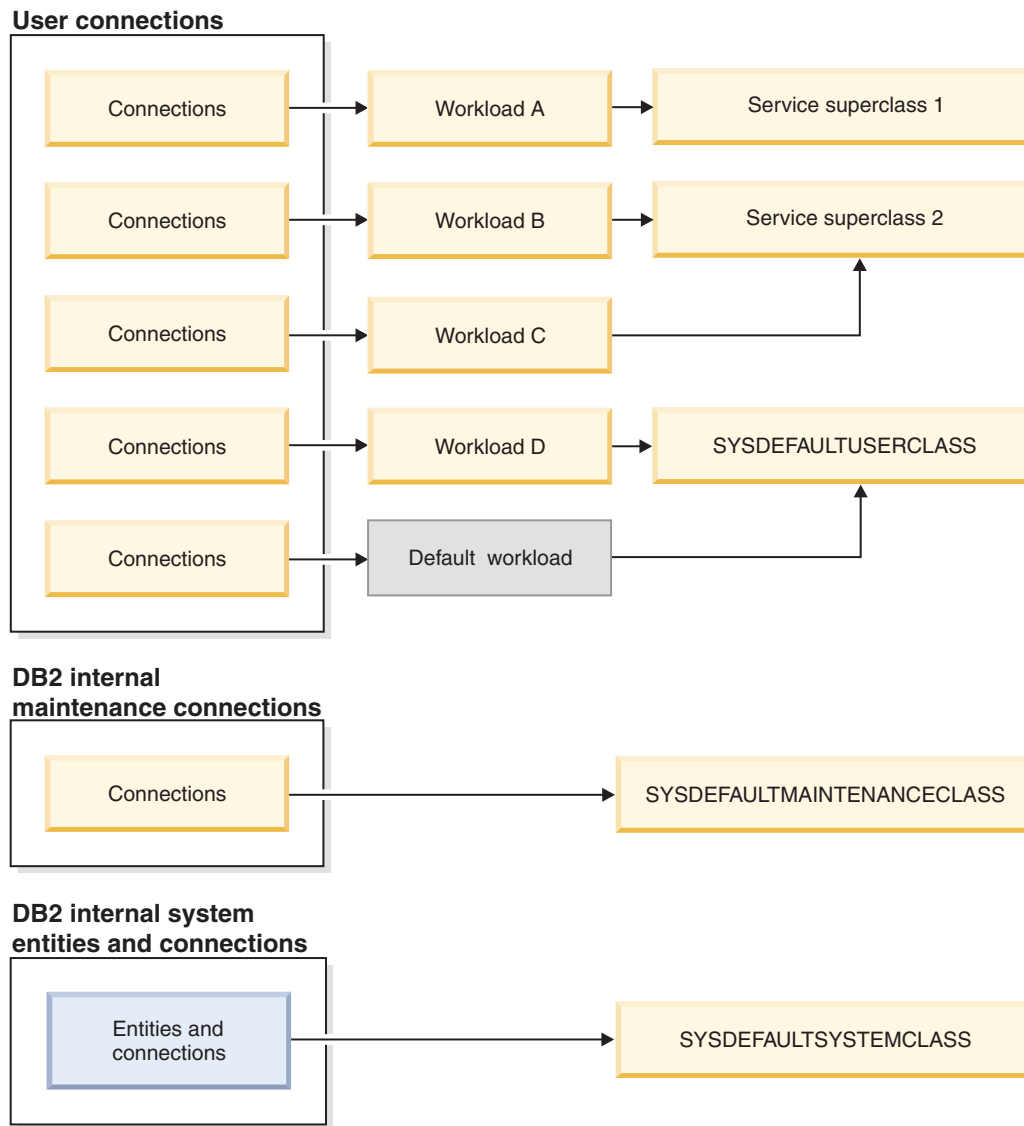 User connections
Connections
Workload A
Service superclass 1
Connections
Workload B
Service superclass 2
Connections
Workload C
Connections
Workload D
SYSDEFAULTUSERCLASS
Connections
Default workload
DB2 internal
maintenance connections
Connections
SYSDEFAULTMAINTENANCECLASS
DB2 internal system
entities and connections
Entities and
connections
SYSDEFAULTSYSTEMCLASS